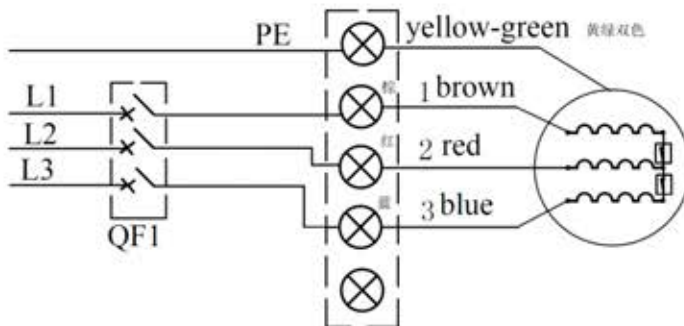 PE
yellow-green 黄绿双色
L1
棕
1 brown
L2
红
2 red
L3
蓝
3 blue
QF1